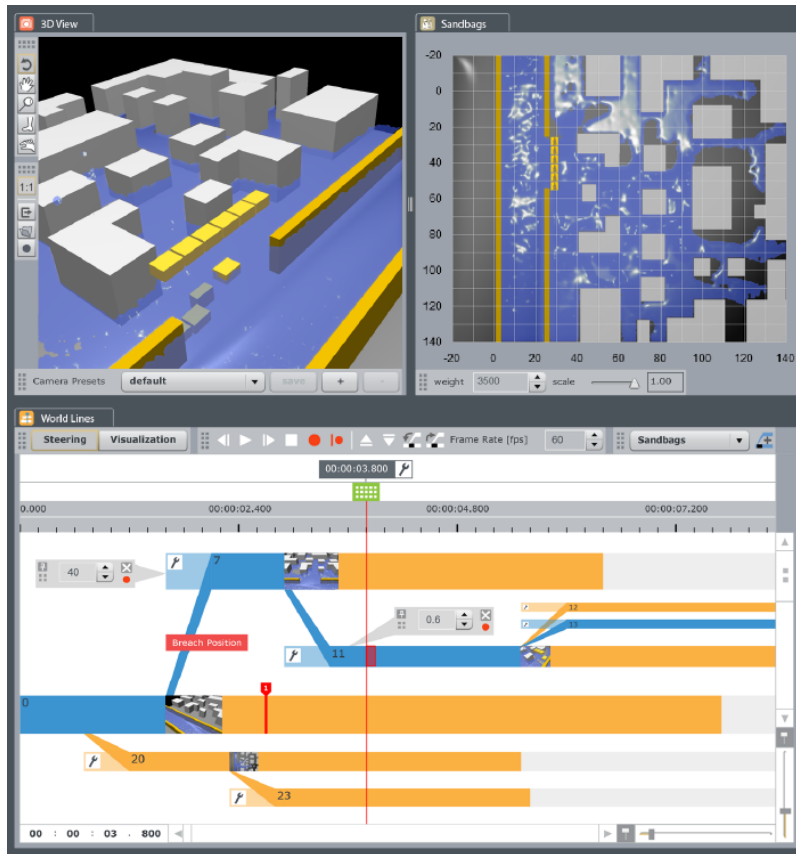 3D View
Sandbags
1:1
Camera Presets default save + -
-20
0
20
40
60
80
100
120
140
-20 0 20 40 60 80 100 120 140
weight 3500 scale 1.00
World Lines
Steering Visualization Frame Rate [fps] 60 Sandbags
00:00:03.800
0.000 00:00:02.400 00:00:04.800 00:00:07.200
40
7
0.6
12
13
Breach Position
11
0
1
20
23
00 : 00 : 03 . 800